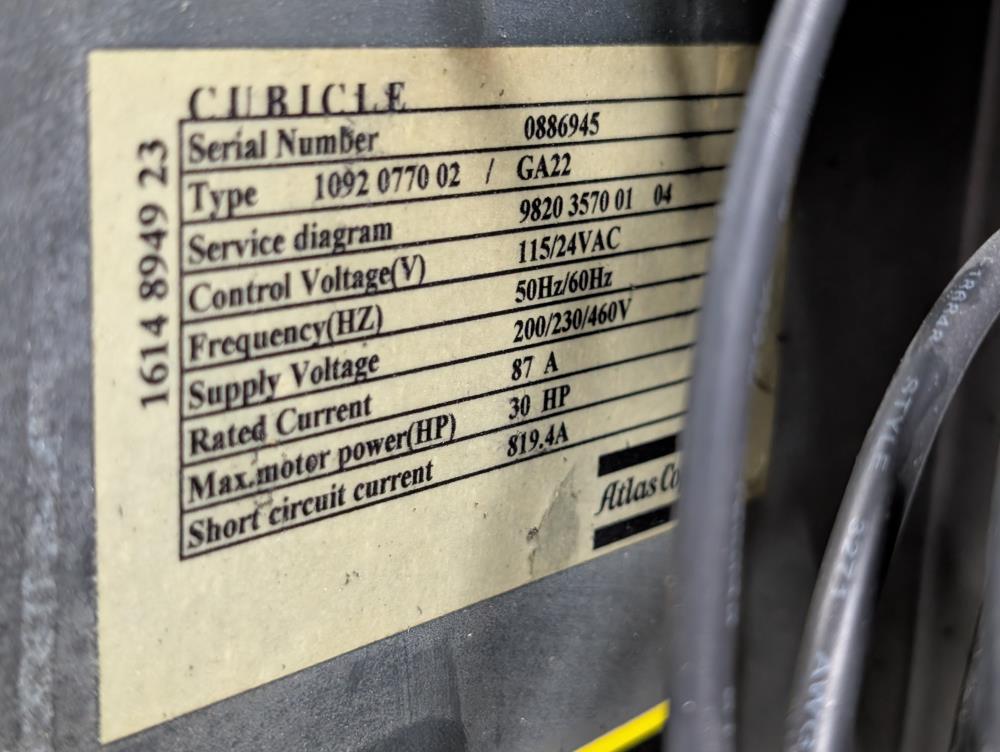 CUBICLE
Serial Number 0886945
Type 1092 0770 02 / GA22
Service diagram 9820 3570 01 04
Control Voltage(V) 115/24VAC
Frequency(HZ) 50Hz/60Hz
Supply Voltage 200/230/460V
Rated Current 87 A
Max.motor power(HP) 30 HP
Short circuit current 819.4A
1614 8949 23
Atlas Co
STYLE
AW